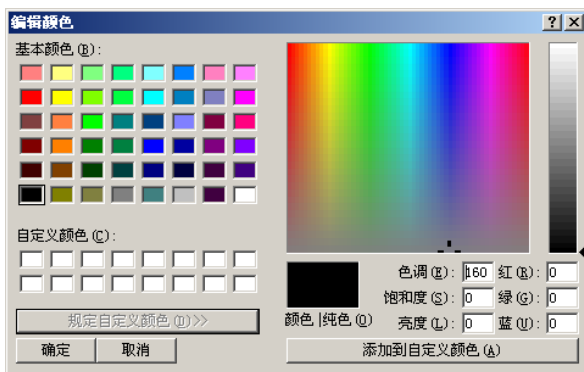 编辑颜色
基本颜色(B):
自定义颜色(C):
规定自定义颜色(D)>>
确定 取消
颜色|纯色(O)
色调(E): 160 红(R): 0
饱和度(S): 0 绿(G): 0
亮度(L): 0 蓝(U): 0
添加到自定义颜色(A)